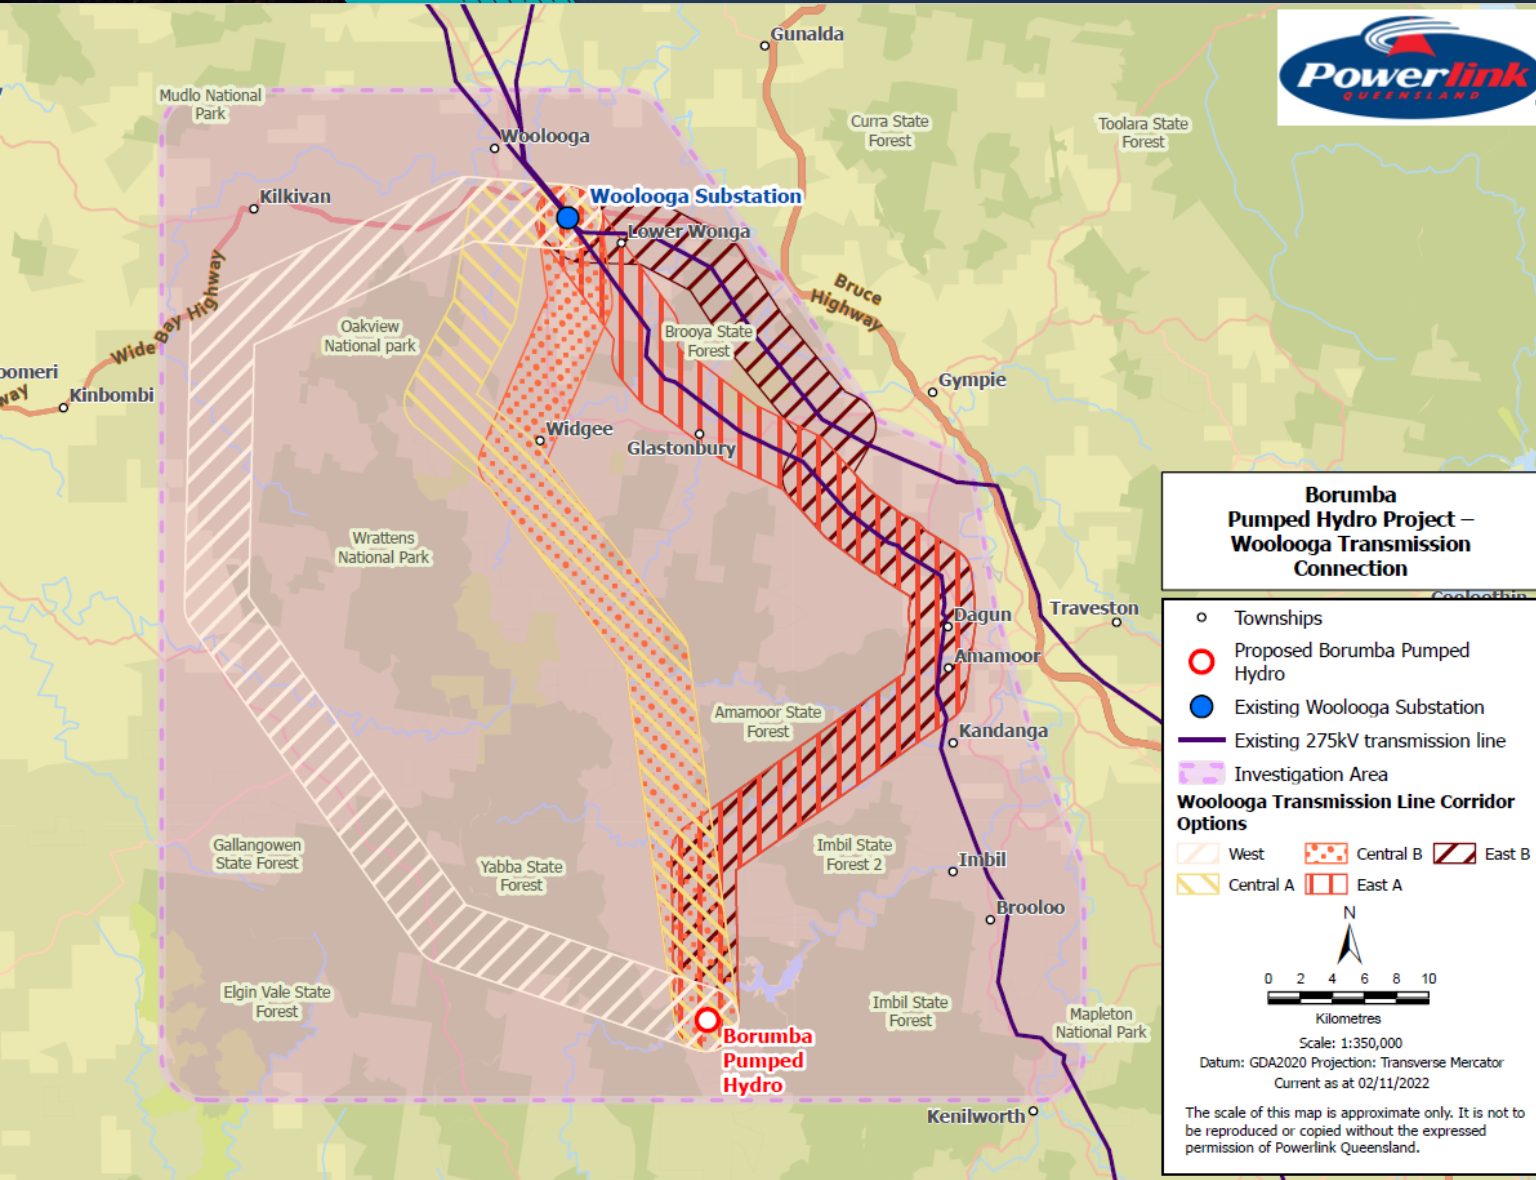 Gunalda
Powerlink
QUEENSLAND
Mudlo National
Park
Curra State
Forest
Toolara State
Forest
Woolooga
Kilkivan
Woolooga Substation
Lower Wonga
Bruce
Highway
Wide Bay Highway
Oakview
National park
Brooya State
Forest
oomeri
way
Kinbombi
Gympie
Widgee
Glastonbury
Wrattens
National Park
Dagun
Traveston
Amamoor
Amamoor State
Forest
Kandanga
Gallangowen
State Forest
Yabba State
Forest
Imbil State
Forest 2
Imbil
Brooloo
Elgin Vale State
Forest
Imbil State
Forest
Mapleton
National Park
Borumba
Pumped
Hydro
Kenilworth
Borumba
Pumped Hydro Project –
Woolooga Transmission
Connection
Townships
Proposed Borumba Pumped
Hydro
Existing Woolooga Substation
Existing 275kV transmission line
Investigation Area
Woolooga Transmission Line Corridor
Options
West
Central B
East B
Central A
East A
N
0 2 4 6 8 10
Kilometres
Scale: 1:350,000
Datum: GDA2020 Projection: Transverse Mercator
Current as at 02/11/2022
The scale of this map is approximate only. It is not to
be reproduced or copied without the expressed
permission of Powerlink Queensland.